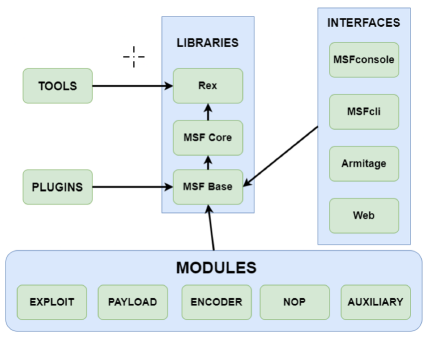 LIBRARIES
INTERFACES
TOOLS
Rex
MSF Core
PLUGINS
MSF Base
MSFconsole
MSFcli
Armitage
Web
MODULES
EXPLOIT
PAYLOAD
ENCODER
NOP
AUXILIARY